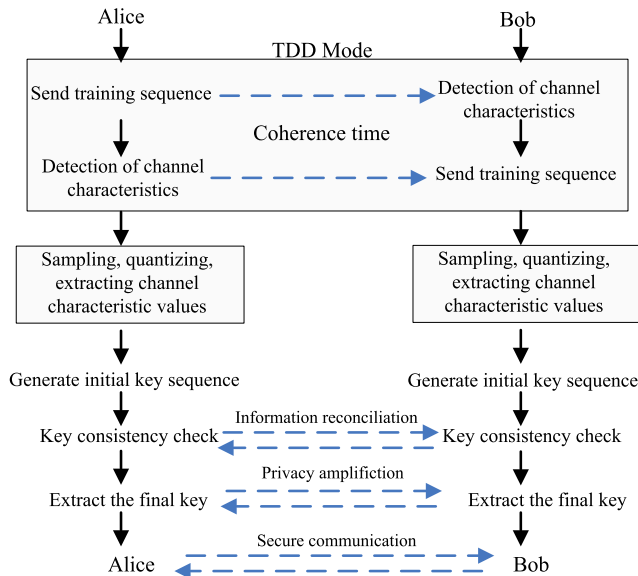 Alice
Bob
TDD Mode
Send training sequence
Detection of channel
characteristics
Coherence time
Detection of channel
characteristics
Send training sequence
Sampling, quantizing,
extracting channel
characteristic values
Sampling, quantizing,
extracting channel
characteristic values
Generate initial key sequence
Generate initial key sequence
Information reconciliation
Key consistency check
Key consistency check
Privacy amplifiction
Extract the final key
Extract the final key
Secure communication
Alice
Bob